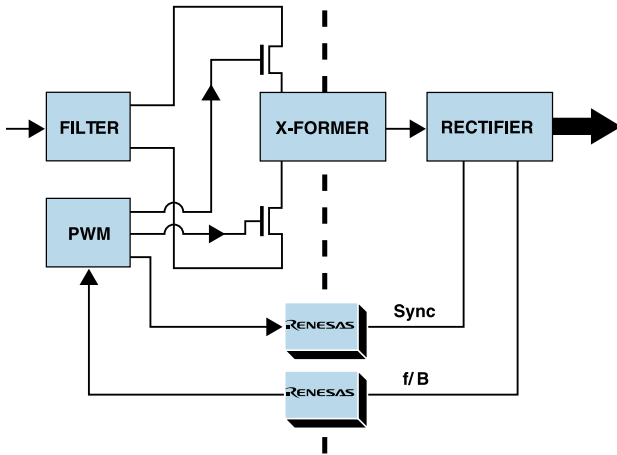 FILTER
X-FORMER
RECTIFIER
PWM
RENESAS
Sync
RENESAS
f/B